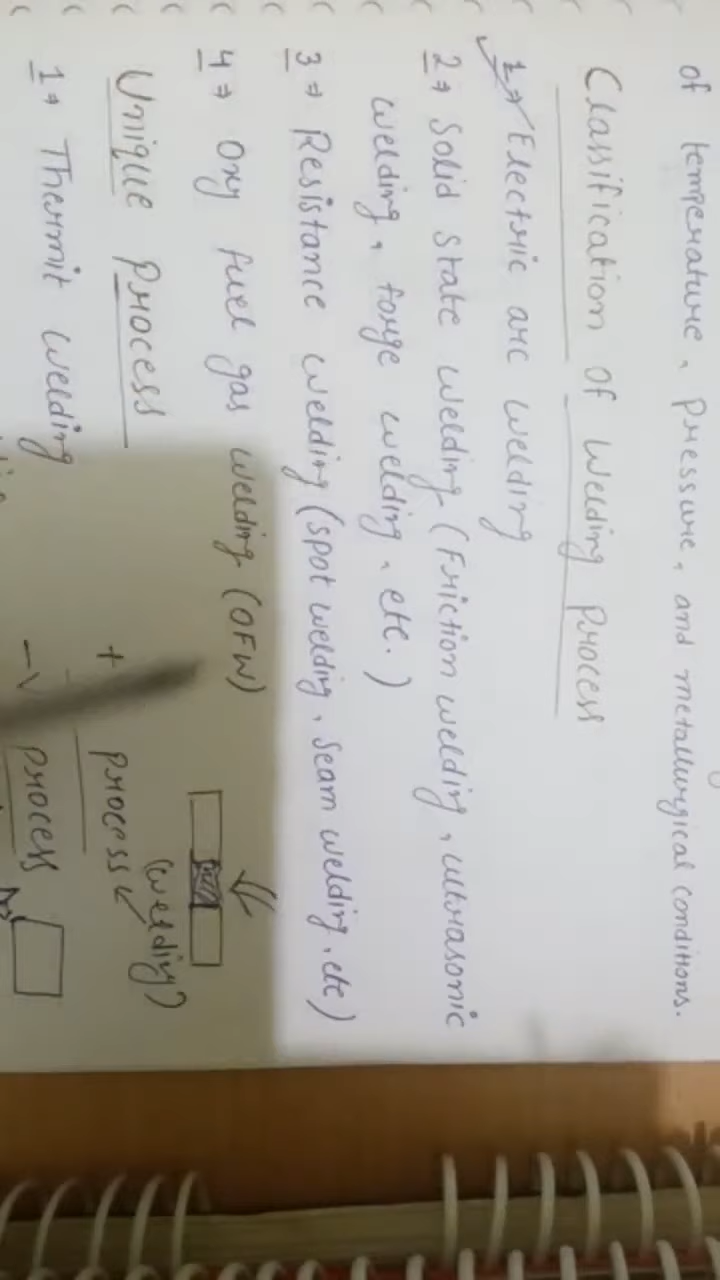 of temperature, pressure, and metallurgical conditions.
Classification of Welding process
1→ Electric arc welding
2→ Solid state welding (Friction welding, ultrasonic
welding, forge welding, etc.)
3→ Resistance welding (spot welding, seam welding, etc)
4→ Oxy fuel gas welding (OFW)
Unique process
1→ Thermit welding
+ process
(welding)
process